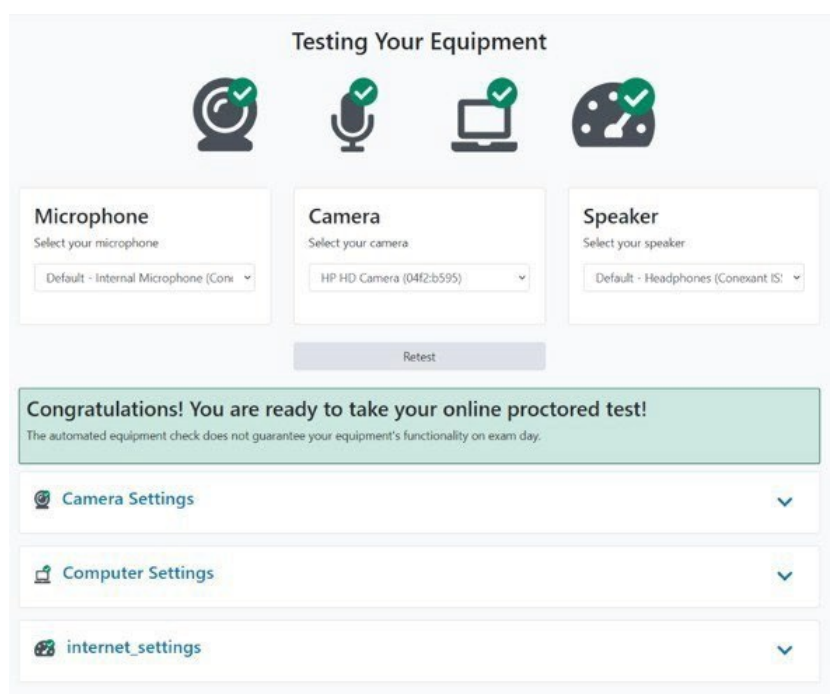 Testing Your Equipment
Microphone
Select your microphone
Default - Internal Microphone (Cone
Camera
Select your camera
HP HD Camera (04f2:b595)
Speaker
Select your speaker
Default - Headphones (Conexant IS
Retest
Congratulations! You are ready to take your online proctored test!
The automated equipment check does not guarantee your equipment's functionality on exam day.
Camera Settings
Computer Settings
internet_settings